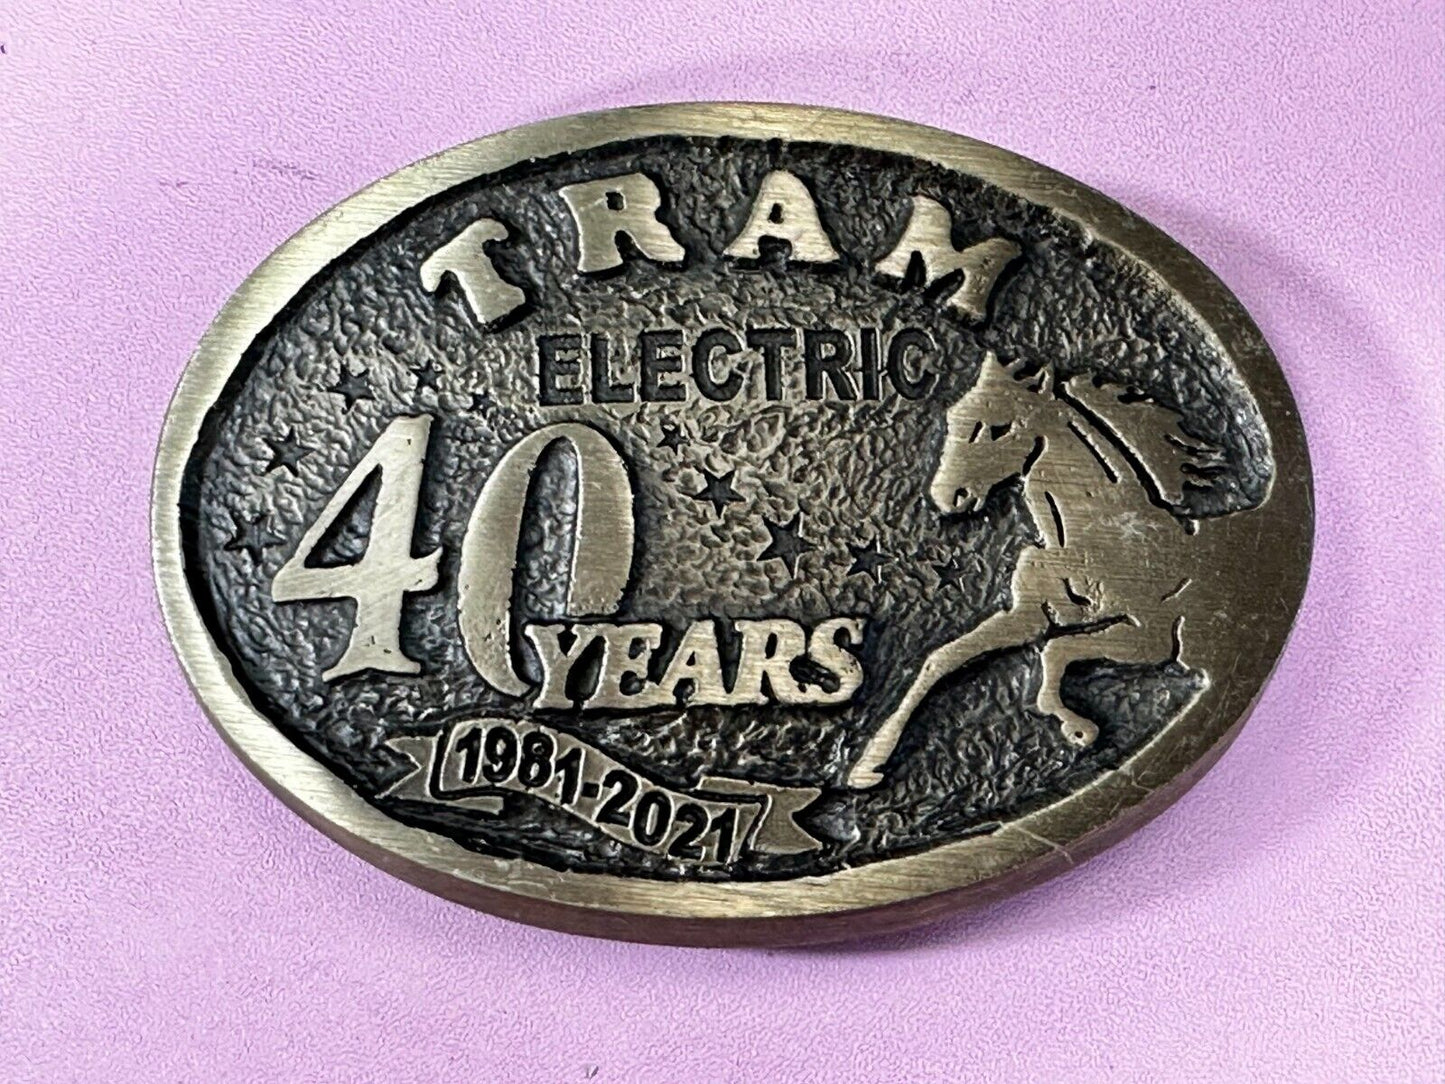 TRAM
ELECTRIC
40 YEARS
1981-2021